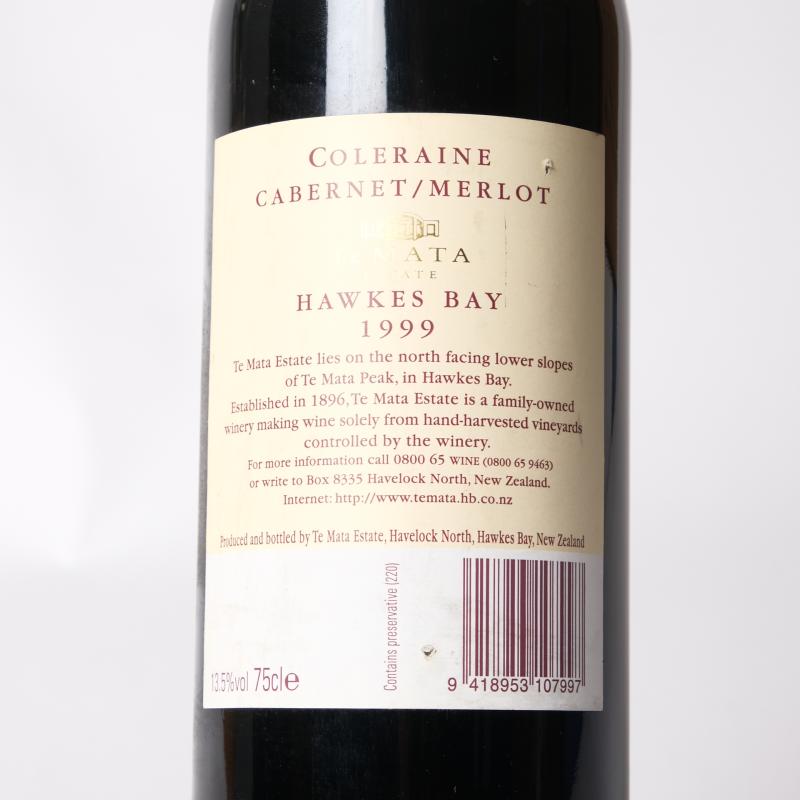 COLERAINE
CABERNET/MERLOT
TE MATA
ESTATE
HAWKES BAY
1999
Te Mata Estate lies on the north facing lower slopes
of Te Mata Peak, in Hawkes Bay.
Established in 1896,Te Mata Estate is a family-owned
winery making wine solely from hand-harvested vineyards
controlled by the winery.
For more information call 0800 65 WINE (0800 65 9463)
or write to Box 8335 Havelock North, New Zealand.
Internet: http://www.temata.hb.co.nz
Produced and bottled by Te Mata Estate, Havelock North, Hawkes Bay, New Zealand
13.5%vol 75cl e
Contains preservative (220)
9 418953 107997